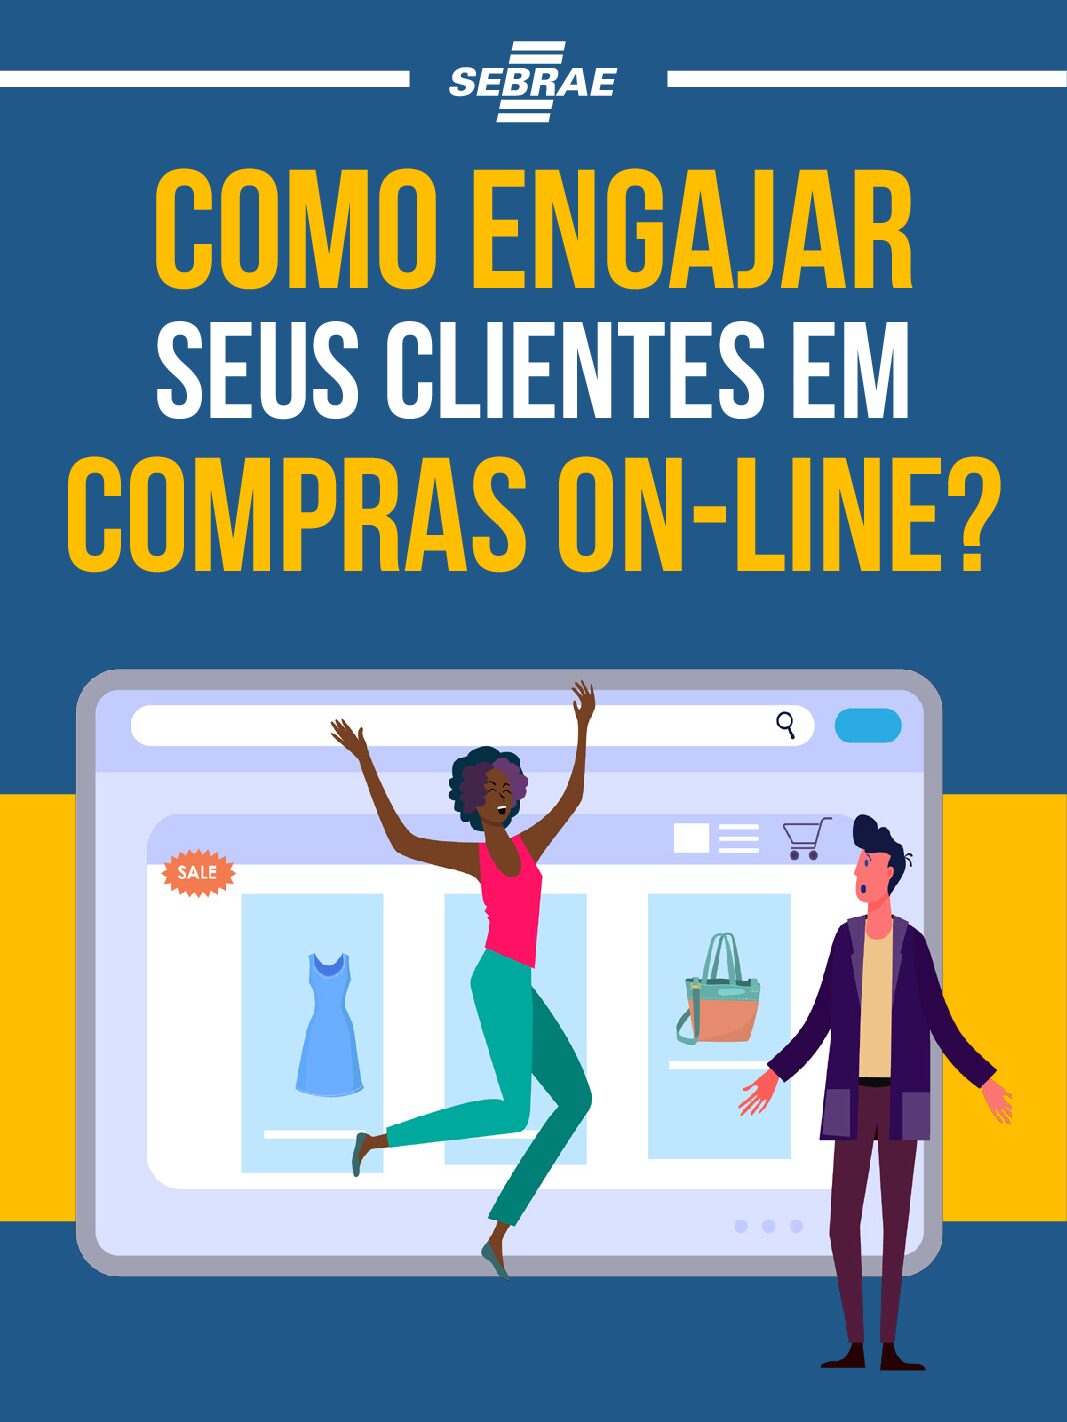 SEBRAE
COMO ENGAJAR
SEUS CLIENTES EM
COMPRAS ON-LINE?
SALE